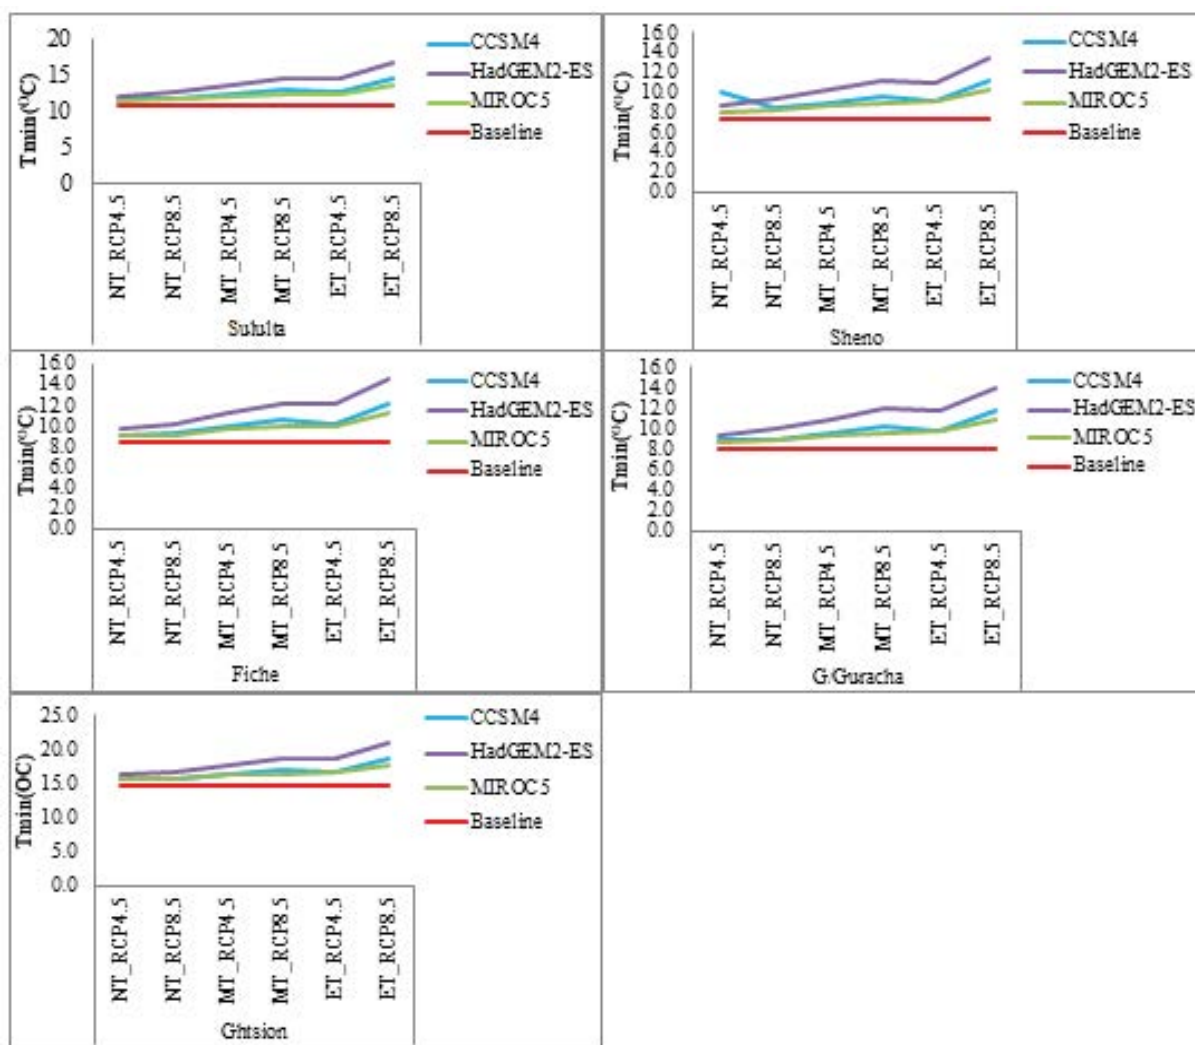 20
15
10
5
0
Tmin(⁰C)
CCSM4
HadGEM2-ES
MIROC5
Baseline
NT_RCP4.5
NT_RCP8.5
MT_RCP4.5
MT_RCP8.5
ET_RCP4.5
ET_RCP8.5
Sululta
16.0
14.0
12.0
10.0
8.0
6.0
4.0
2.0
0.0
Tmin(⁰C)
CCSM4
HadGEM2-ES
MIROC5
Baseline
NT_RCP4.5
NT_RCP8.5
MT_RCP4.5
MT_RCP8.5
ET_RCP4.5
ET_RCP8.5
Sheno
16.0
14.0
12.0
10.0
8.0
6.0
4.0
2.0
0.0
Tmin(⁰C)
CCSM4
HadGEM2-ES
MIROC5
Baseline
NT_RCP4.5
NT_RCP8.5
MT_RCP4.5
MT_RCP8.5
ET_RCP4.5
ET_RCP8.5
Fiche
16.0
14.0
12.0
10.0
8.0
6.0
4.0
2.0
0.0
Tmin(⁰C)
CCSM4
HadGEM2-ES
MIROC5
Baseline
NT_RCP4.5
NT_RCP8.5
MT_RCP4.5
MT_RCP8.5
ET_RCP4.5
ET_RCP8.5
G/Guracha
25.0
20.0
15.0
10.0
5.0
0.0
Tmin(OC)
CCSM4
HadGEM2-ES
MIROC5
Baseline
NT_RCP4.5
NT_RCP8.5
MT_RCP4.5
MT_RCP8.5
ET_RCP4.5
ET_RCP8.5
Ghtsion